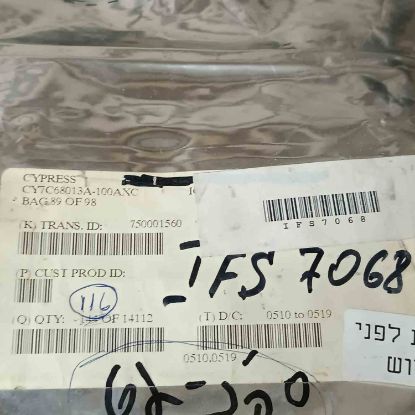 CYPRESS
CY7C68013A-100AXC
BAG 89 OF 98
IFS7068
(K) TRANS. ID: 750001560
IFS 7068
(P) CUST PROD ID:
116
(Q) QTY: OF 14112 (T) D/C: 0510 to 0519
0510,0519
לפני